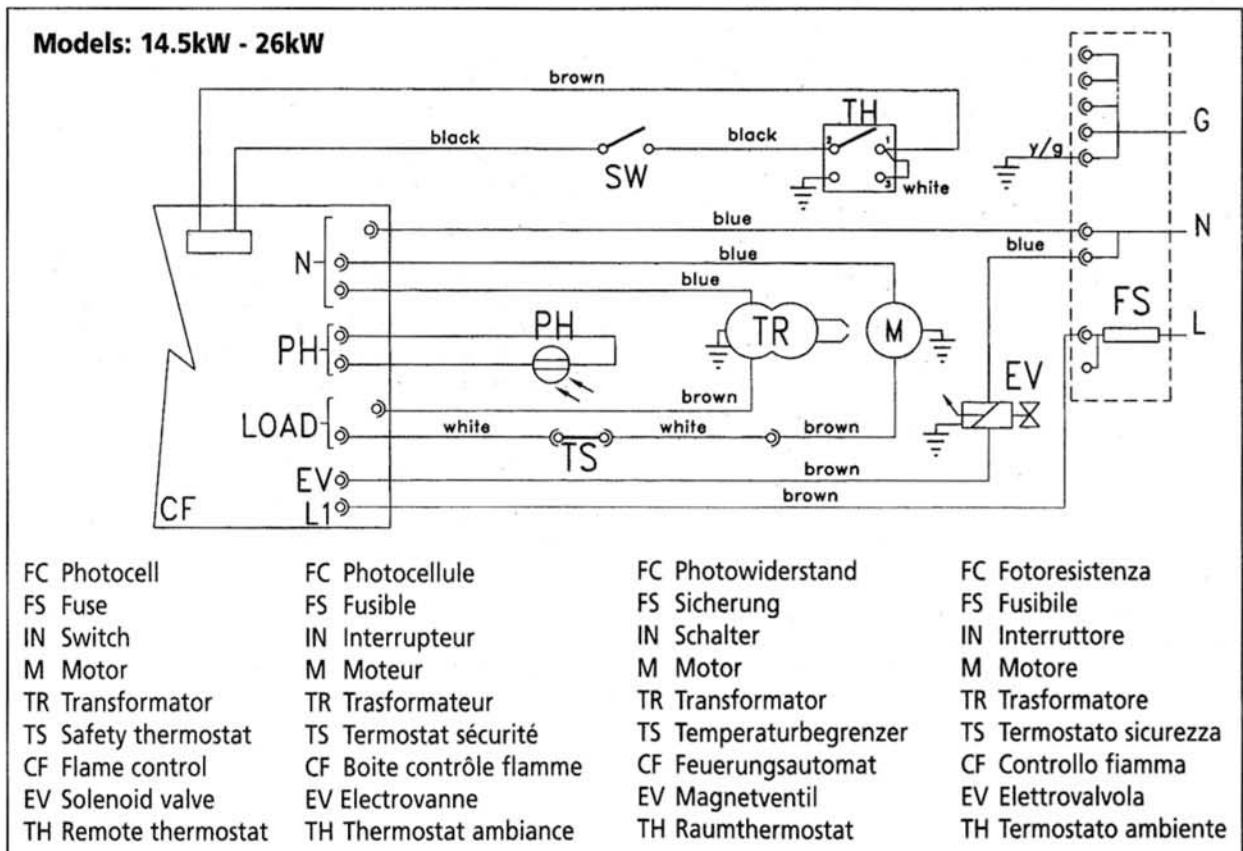 Models: 14.5kW - 26kW
brown
TH
black
SW
black
2 1
3
white
y/g
G
blue
N
blue
N
blue
blue
PH
PH
TR
M
FS
L
EV
brown
LOAD
white
TS
white
brown
EV
brown
L1
brown
CF
FC Photocell
FS Fuse
IN Switch
M Motor
TR Transformator
TS Safety thermostat
CF Flame control
EV Solenoid valve
TH Remote thermostat
FC Photocellule
FS Fusible
IN Interrupteur
M Moteur
TR Trasformateur
TS Termostat sécurité
CF Boite contrôle flamme
EV Electrovanne
TH Thermostat ambiance
FC Photowiderstand
FS Sicherung
IN Schalter
M Motor
TR Transformator
TS Temperaturbegrenzer
CF Feuerungsautomat
EV Magnetventil
TH Raumthermostat
FC Fotoresistenza
FS Fusibile
IN Interruttore
M Motore
TR Trasformatore
TS Termostato sicurezza
CF Controllo fiamma
EV Elettrovalvola
TH Termostato ambiente